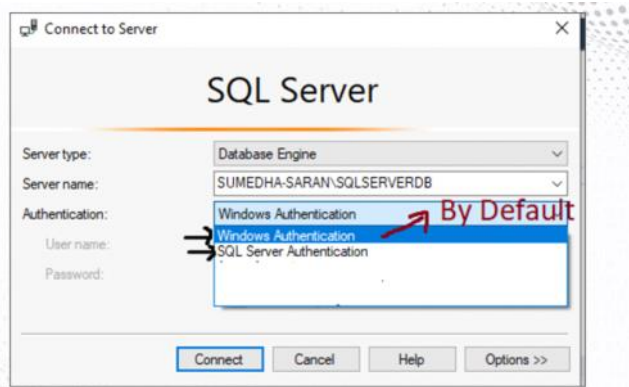 Connect to Server
SQL Server
Server type: Database Engine
Server name: SUMEDHA-SARAN\SQLSERVERDB
Authentication: Windows Authentication
By Default
Windows Authentication
User name:
SQL Server Authentication
Password:
Connect Cancel Help Options >>